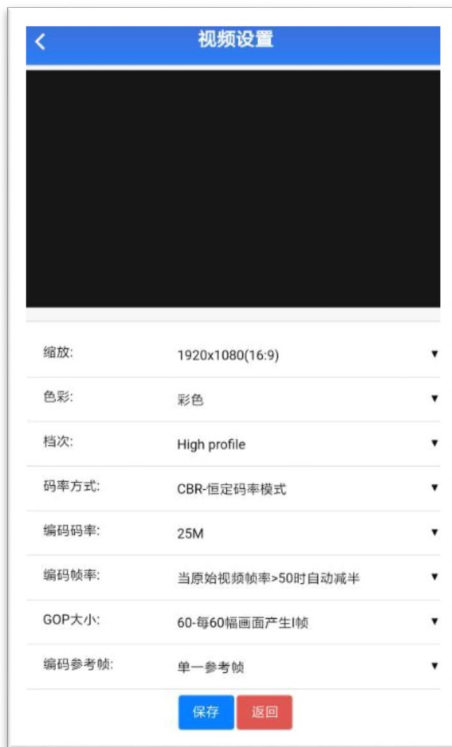 视频设置
缩放: 1920x1080(16:9)
色彩: 彩色
档次: High profile
码率方式: CBR-恒定码率模式
编码码率: 25M
编码帧率: 当原始视频帧率>50时自动减半
GOP大小: 60-每60幅画面产生I帧
编码参考帧: 单一参考帧
保存 返回